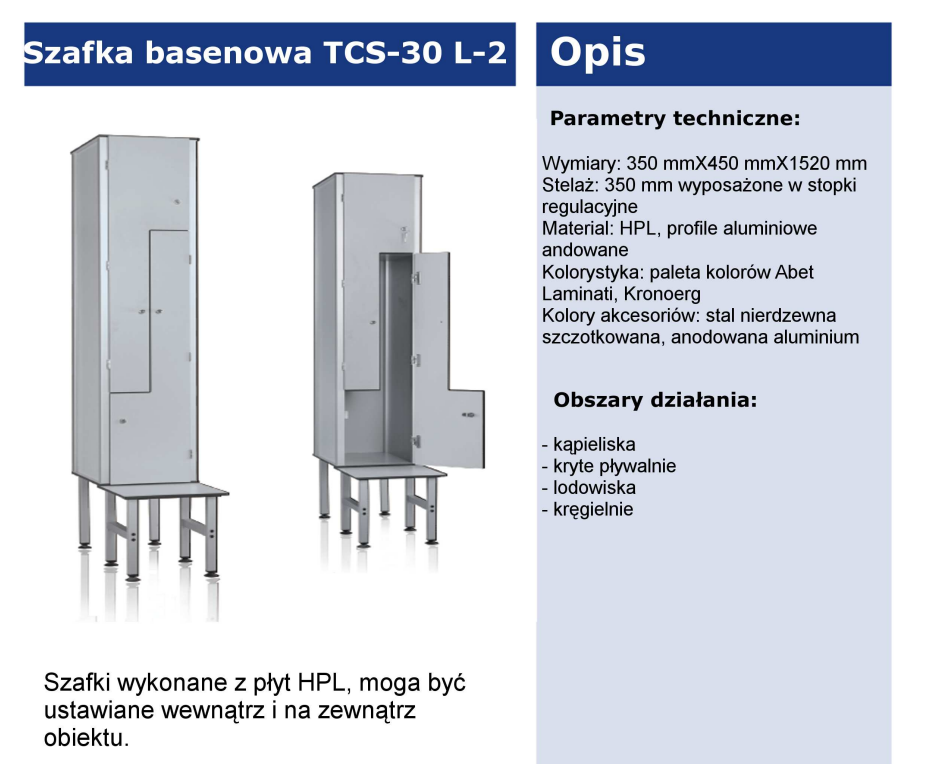 Szafka basenowa TCS-30 L-2
Opis
Parametry techniczne:
Wymiary: 350 mmX450 mmX1520 mm
Stelaż: 350 mm wyposażone w stopki
regulacyjne
Material: HPL, profile aluminiowe
andowane
Kolorystyka: paleta kolorów Abet
Laminati, Kronoerg
Kolory akcesoriów: stal nierdzewna
szczotkowana, anodowana aluminium
Obszary działania:
- kąpieliska
- kryte pływalnie
- lodowiska
- kręgielnie
Szafki wykonane z płyt HPL, moga być
ustawiane wewnątrz i na zewnątrz
obiektu.